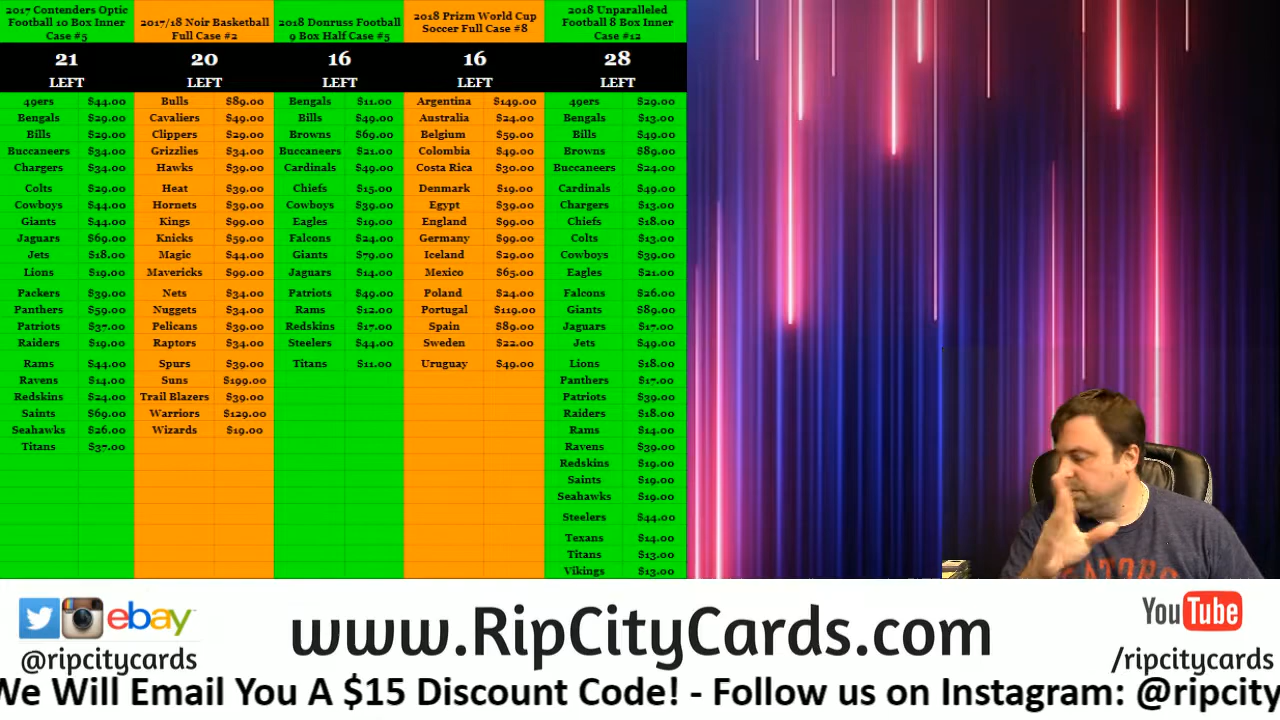 2017 Contenders Optic
Football 10 Box Inner
Case #5
21
LEFT
49ers $44.00
Bengals $29.00
Bills $29.00
Buccaneers $34.00
Chargers $34.00
Colts $29.00
Cowboys $44.00
Giants $44.00
Jaguars $69.00
Jets $18.00
Lions $19.00
Packers $39.00
Panthers $59.00
Patriots $37.00
Raiders $19.00
Rams $44.00
Ravens $14.00
Redskins $24.00
Saints $69.00
Seahawks $26.00
Titans $37.00
2017/18 Noir Basketball
Full Case #2
20
LEFT
Bulls $89.00
Cavaliers $49.00
Clippers $29.00
Grizzlies $34.00
Hawks $39.00
Heat $39.00
Hornets $39.00
Kings $99.00
Knicks $59.00
Magic $44.00
Mavericks $99.00
Nets $34.00
Nuggets $34.00
Pelicans $39.00
Raptors $34.00
Spurs $39.00
Suns $199.00
Trail Blazers $39.00
Warriors $129.00
Wizards $19.00
2018 Donruss Football
9 Box Half Case #5
16
LEFT
Bengals $11.00
Bills $49.00
Browns $69.00
Buccaneers $21.00
Cardinals $49.00
Chiefs $15.00
Cowboys $39.00
Eagles $19.00
Falcons $24.00
Giants $79.00
Jaguars $14.00
Patriots $49.00
Rams $12.00
Redskins $17.00
Steelers $44.00
Titans $11.00
2018 Prizm World Cup
Soccer Full Case #8
16
LEFT
Argentina $149.00
Australia $24.00
Belgium $59.00
Colombia $49.00
Costa Rica $30.00
Denmark $19.00
Egypt $39.00
England $99.00
Germany $99.00
Iceland $29.00
Mexico $65.00
Poland $24.00
Portugal $119.00
Spain $89.00
Sweden $22.00
Uruguay $49.00
2018 Unparalleled
Football 8 Box Inner
Case #12
28
LEFT
49ers $29.00
Bengals $13.00
Bills $49.00
Browns $89.00
Buccaneers $24.00
Cardinals $49.00
Chargers $13.00
Chiefs $18.00
Colts $13.00
Cowboys $39.00
Eagles $21.00
Falcons $26.00
Giants $89.00
Jaguars $17.00
Jets $49.00
Lions $18.00
Panthers $17.00
Patriots $39.00
Raiders $18.00
Rams $14.00
Ravens $39.00
Redskins $19.00
Saints $19.00
Seahawks $19.00
Steelers $44.00
Texans $14.00
Titans $13.00
Vikings $13.00
ebay
@ripcitycards
www.RipCityCards.com
YouTube
/ripcitycards
We Will Email You A $15 Discount Code! - Follow us on Instagram: @ripcity